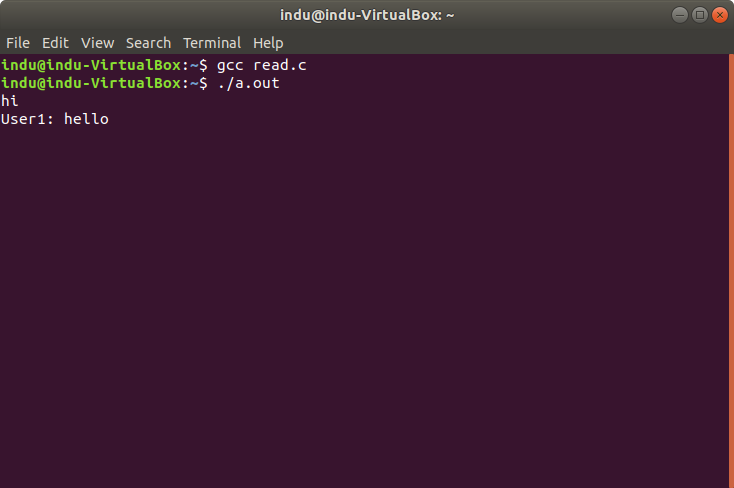 indu@indu-VirtualBox: ~
File Edit View Search Terminal Help
indu@indu-VirtualBox:~$ gcc read.c
indu@indu-VirtualBox:~$ ./a.out
hi
User1: hello